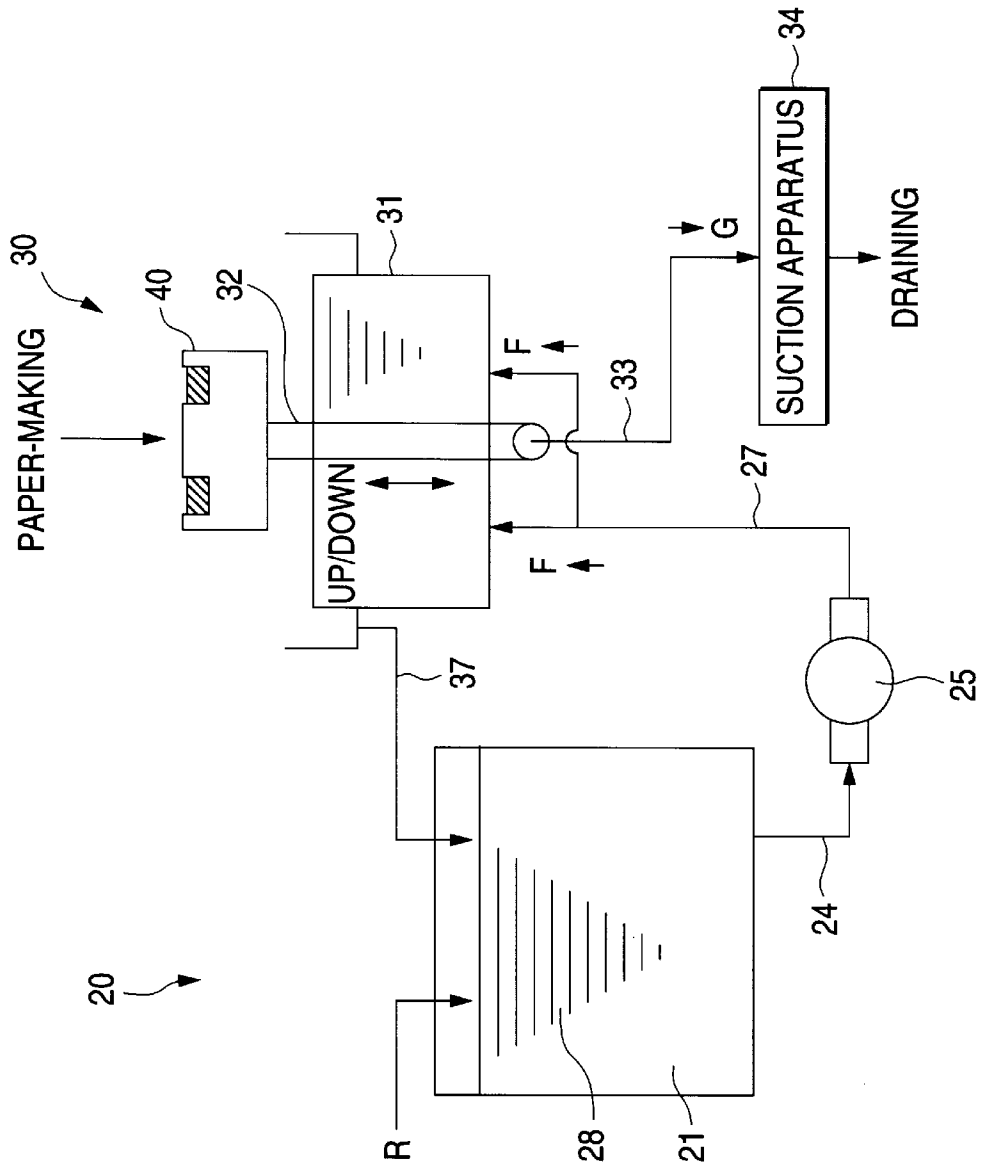 PAPER-MAKING
30
40
32
31
UP/DOWN
F
F
33
G
34
SUCTION APPARATUS
DRAINING
27
37
25
24
20
R
28
21